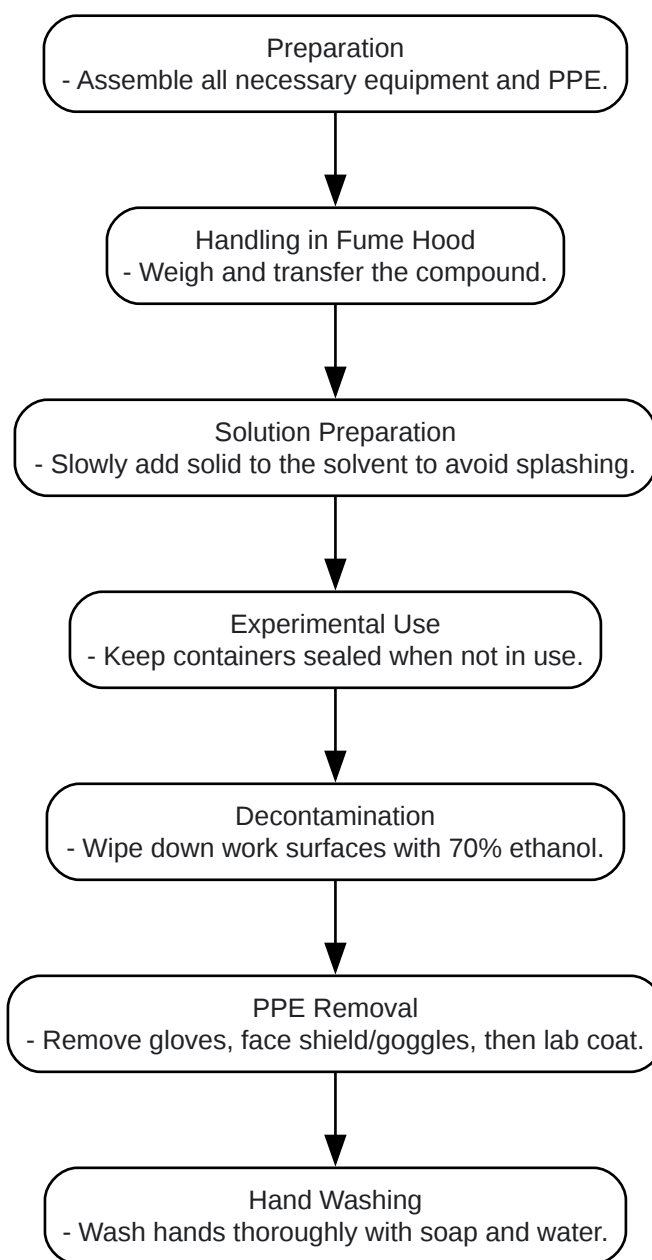 Preparation
- Assemble all necessary equipment and PPE.
Handling in Fume Hood
- Weigh and transfer the compound.
Solution Preparation
- Slowly add solid to the solvent to avoid splashing.
Experimental Use
- Keep containers sealed when not in use.
Decontamination
- Wipe down work surfaces with 70% ethanol.
PPE Removal
- Remove gloves, face shield/goggles, then lab coat.
Hand Washing
- Wash hands thoroughly with soap and water.